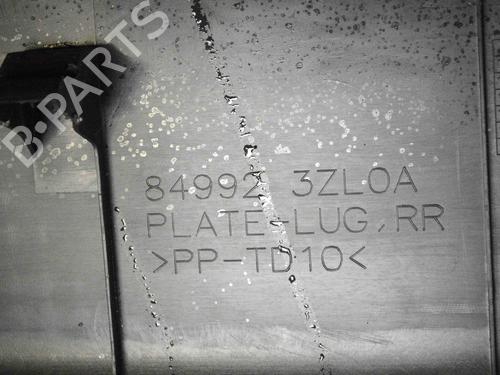 B-PARTS
84992 3ZL0A
PLATE-LUG,RR
>PP-TD10<